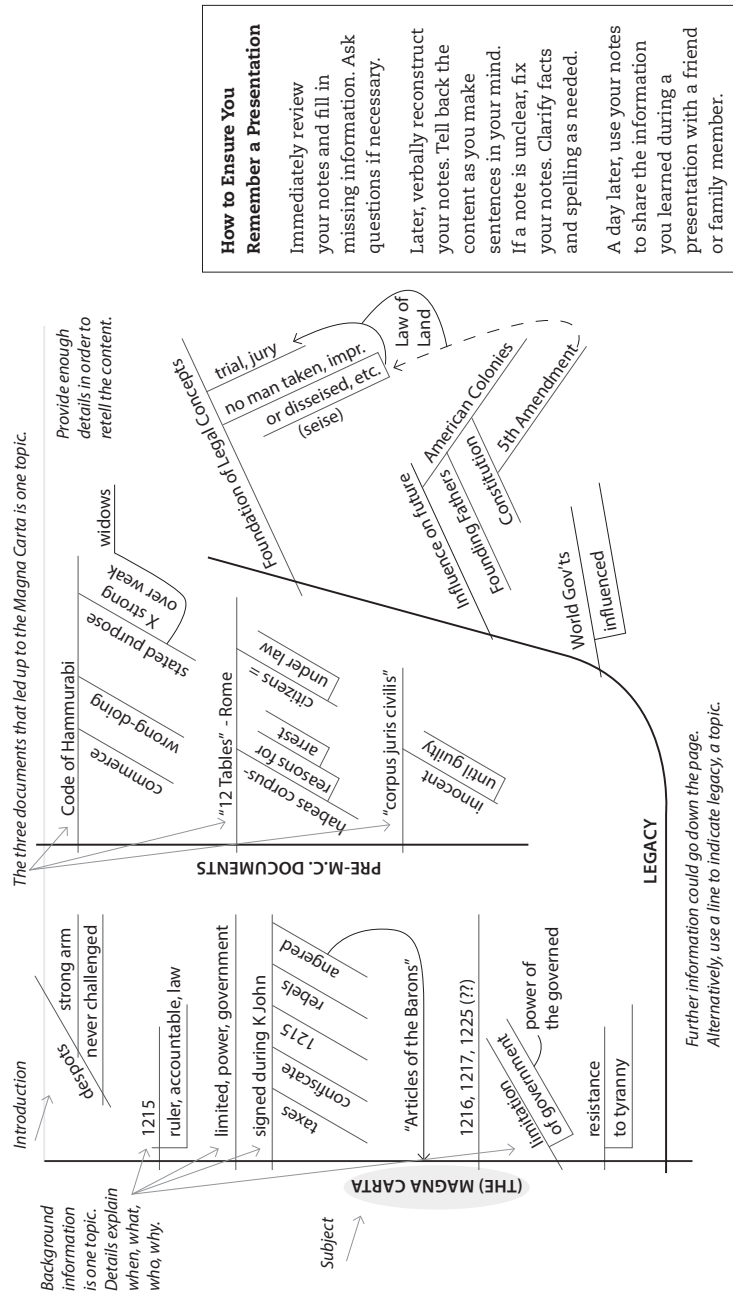 Introduction
Background
information
is one topic.
Details explain
when, what,
who, why.
Subject
(THE) MAGNA CARTA
despots
strong arm
never challenged
1215
ruler, accountable, law
limited, power, government
signed during K John
taxes
confiscate
1215
rebels
angered
"Articles of the Barons"
1216, 1217, 1225 (??)
limitation
of government
power of
the governed
resistance
to tyranny
The three documents that led up to the Magna Carta is one topic.
PRE-M.C. DOCUMENTS
Code of Hammurabi
commerce
wrong-doing
stated purpose
X strong
over weak
widows
"12 Tables" - Rome
habeas corpus-
reasons for
arrest
citizens =
under law
"corpus juris civilis"
innocent
until guilty
Provide enough
details in order to
retell the content.
LEGACY
Foundation of Legal Concepts
trial, jury
no man taken, impr.
or disseised, etc.
(seise)
Law of
Land
Influence on future
American Colonies
Founding Fathers
Constitution
5th Amendment
World Gov'ts
influenced
Further information could go down the page.
Alternatively, use a line to indicate legacy, a topic.
How to Ensure You
Remember a Presentation
Immediately review
your notes and fill in
missing information. Ask
questions if necessary.
Later, verbally reconstruct
your notes. Tell back the
content as you make
sentences in your mind.
If a note is unclear, fix
your notes. Clarify facts
and spelling as needed.
A day later, use your notes
to share the information
you learned during a
presentation with a friend
or family member.